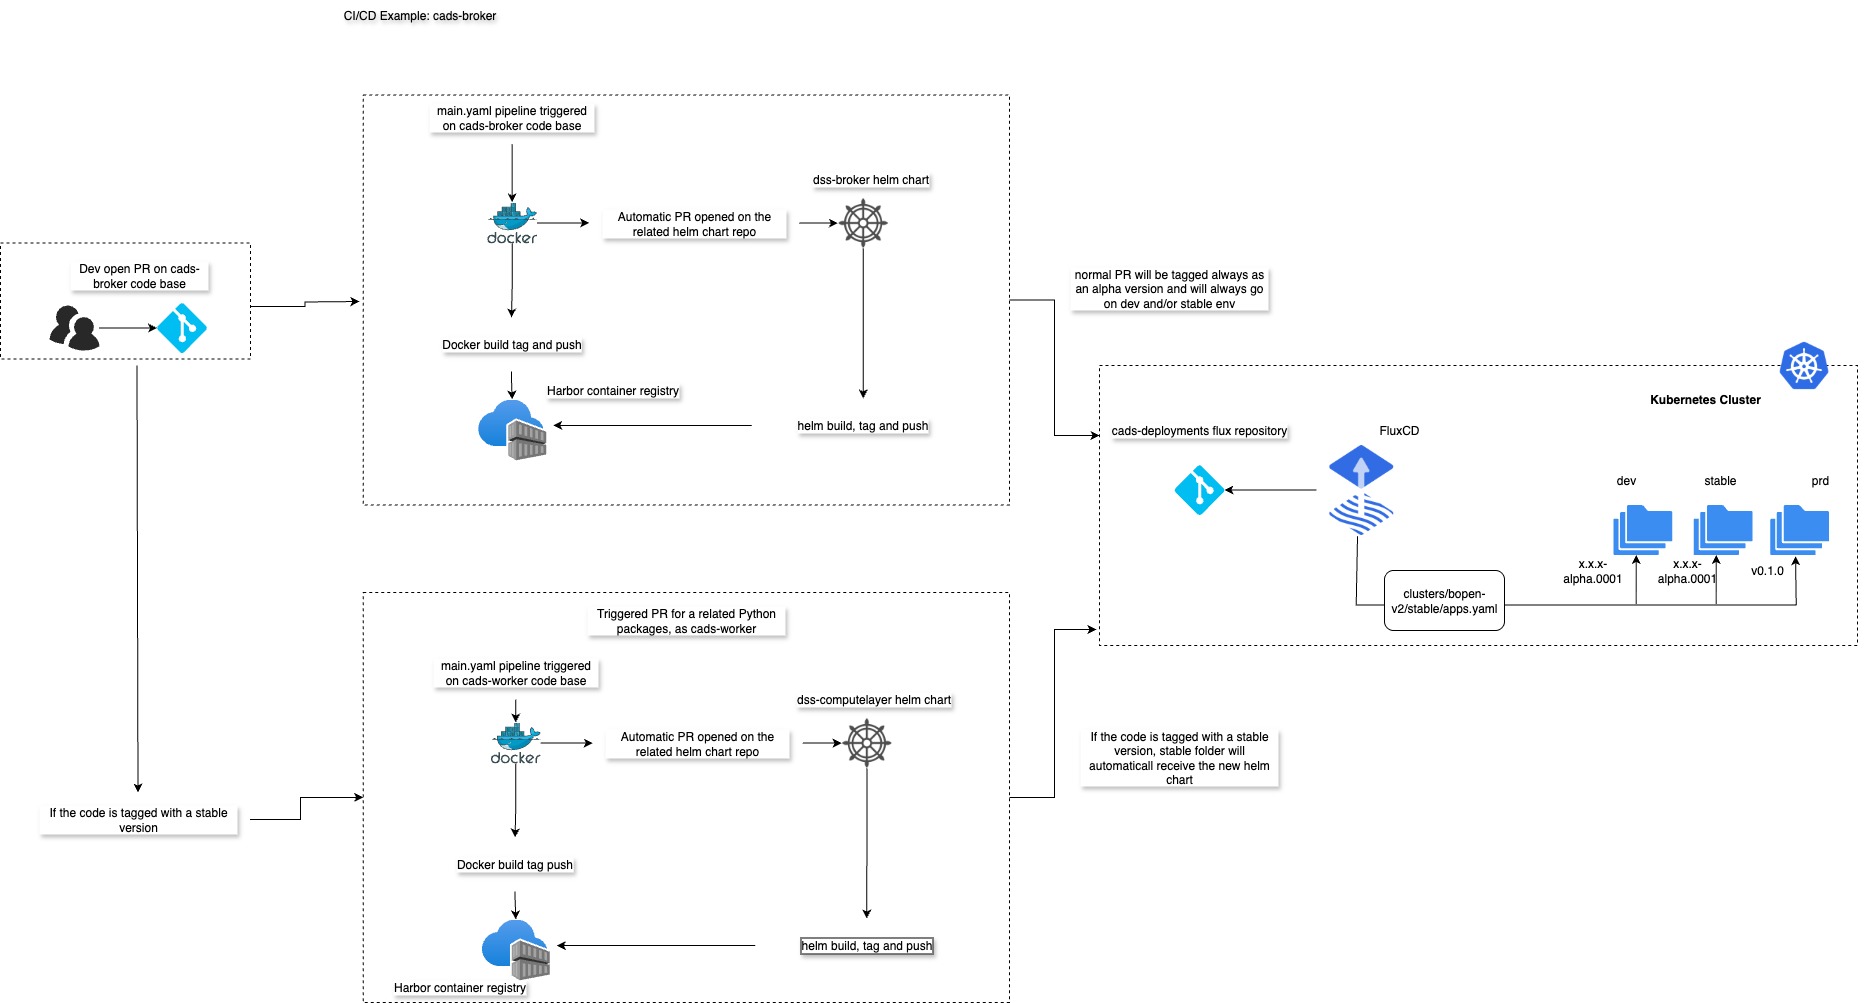 CI/CD Example: cads-broker
main.yaml pipeline triggered
on cads-broker code base
dss-broker helm chart
docker
Automatic PR opened on the
related helm chart repo
Dev open PR on cads-
broker code base
normal PR will be tagged always as
an alpha version and will always go
on dev and/or stable env
Docker build tag and push
Harbor container registry
helm build, tag and push
Kubernetes Cluster
cads-deployments flux repository
FluxCD
dev
stable
prd
x.x.x-
alpha.0001
x.x.x-
alpha.0001
v0.1.0
clusters/bopen-
v2/stable/apps.yaml
Triggered PR for a related Python
packages, as cads-worker
main.yaml pipeline triggered
on cads-worker code base
dss-computelayer helm chart
docker
Automatic PR opened on the
related helm chart repo
If the code is tagged with a stable
version, stable folder will
automaticall receive the new helm
chart
If the code is tagged with a stable
version
Docker build tag push
helm build, tag and push
Harbor container registry